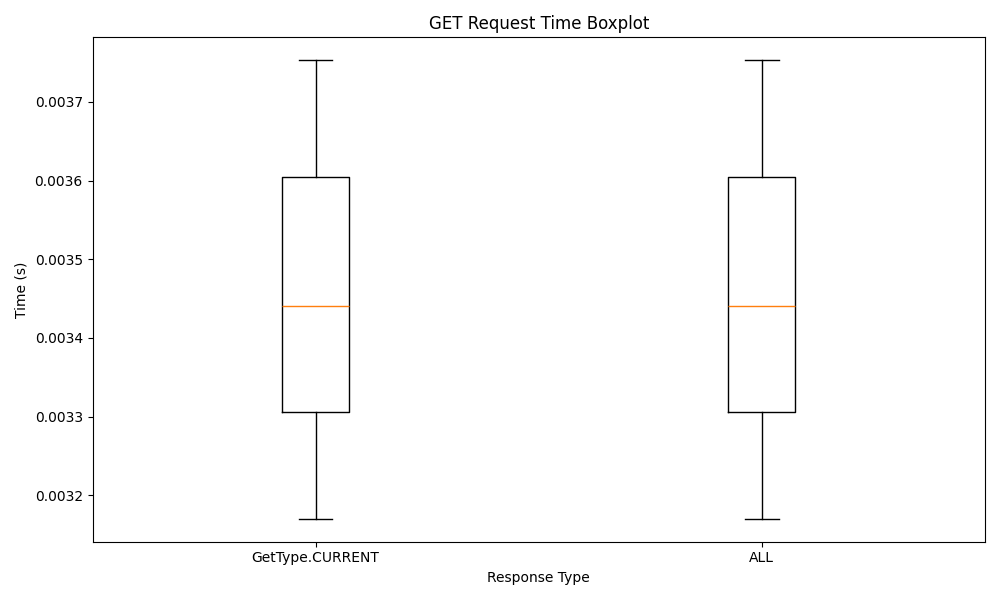 GET Request Time Boxplot
0.0037
0.0036
0.0035
0.0034
0.0033
0.0032
Time (s)
GetType.CURRENT
ALL
Response Type